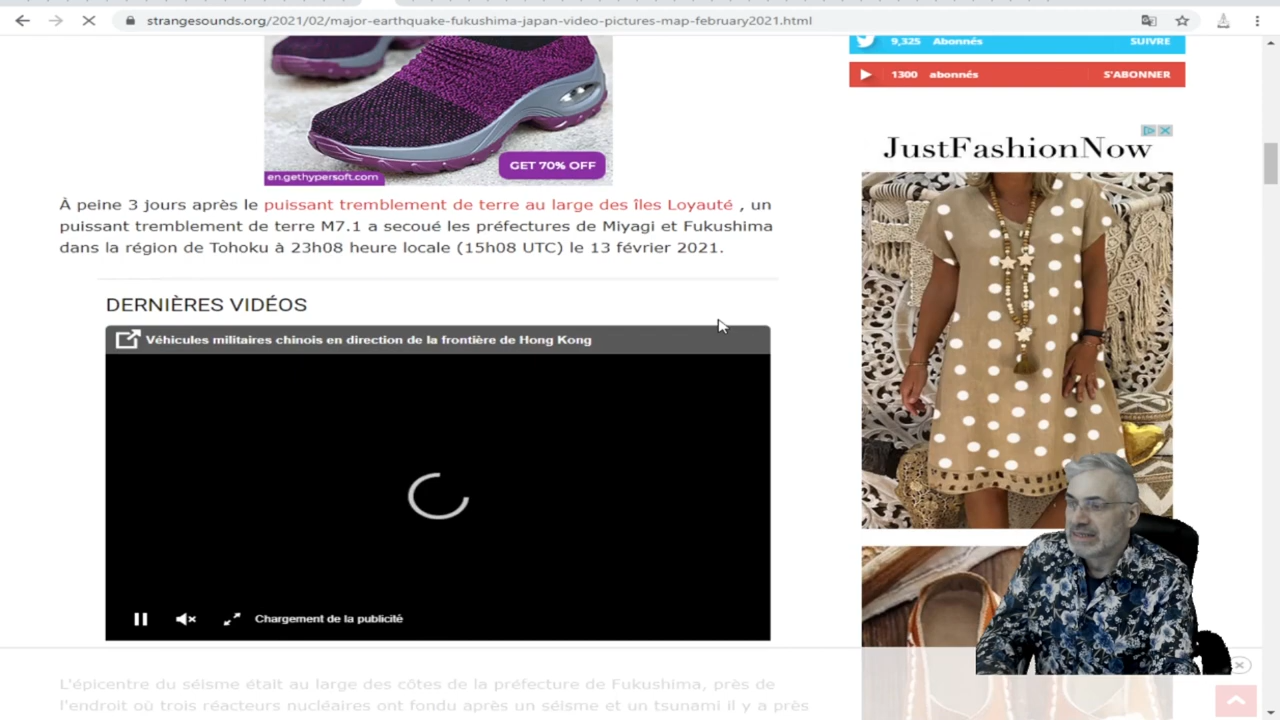 strangesounds.org/2021/02/major-earthquake-fukushima-japan-video-pictures-map-february2021.html
9,325 Abonnés SUIVRE
1300 abonnés S'ABONNER
GET 70% OFF
en.gethypersoft.com
JustFashionNow
À peine 3 jours après le puissant tremblement de terre au large des îles Loyauté , un
puissant tremblement de terre M7.1 a secoué les préfectures de Miyagi et Fukushima
dans la région de Tohoku à 23h08 heure locale (15h08 UTC) le 13 février 2021.
DERNIÈRES VIDÉOS
Véhicules militaires chinois en direction de la frontière de Hong Kong
Chargement de la publicité
L'épicentre du séisme était au large des côtes de la préfecture de Fukushima, près de
l'endroit où trois réacteurs nucléaires ont fondu après un séisme et un tsunami il y a près